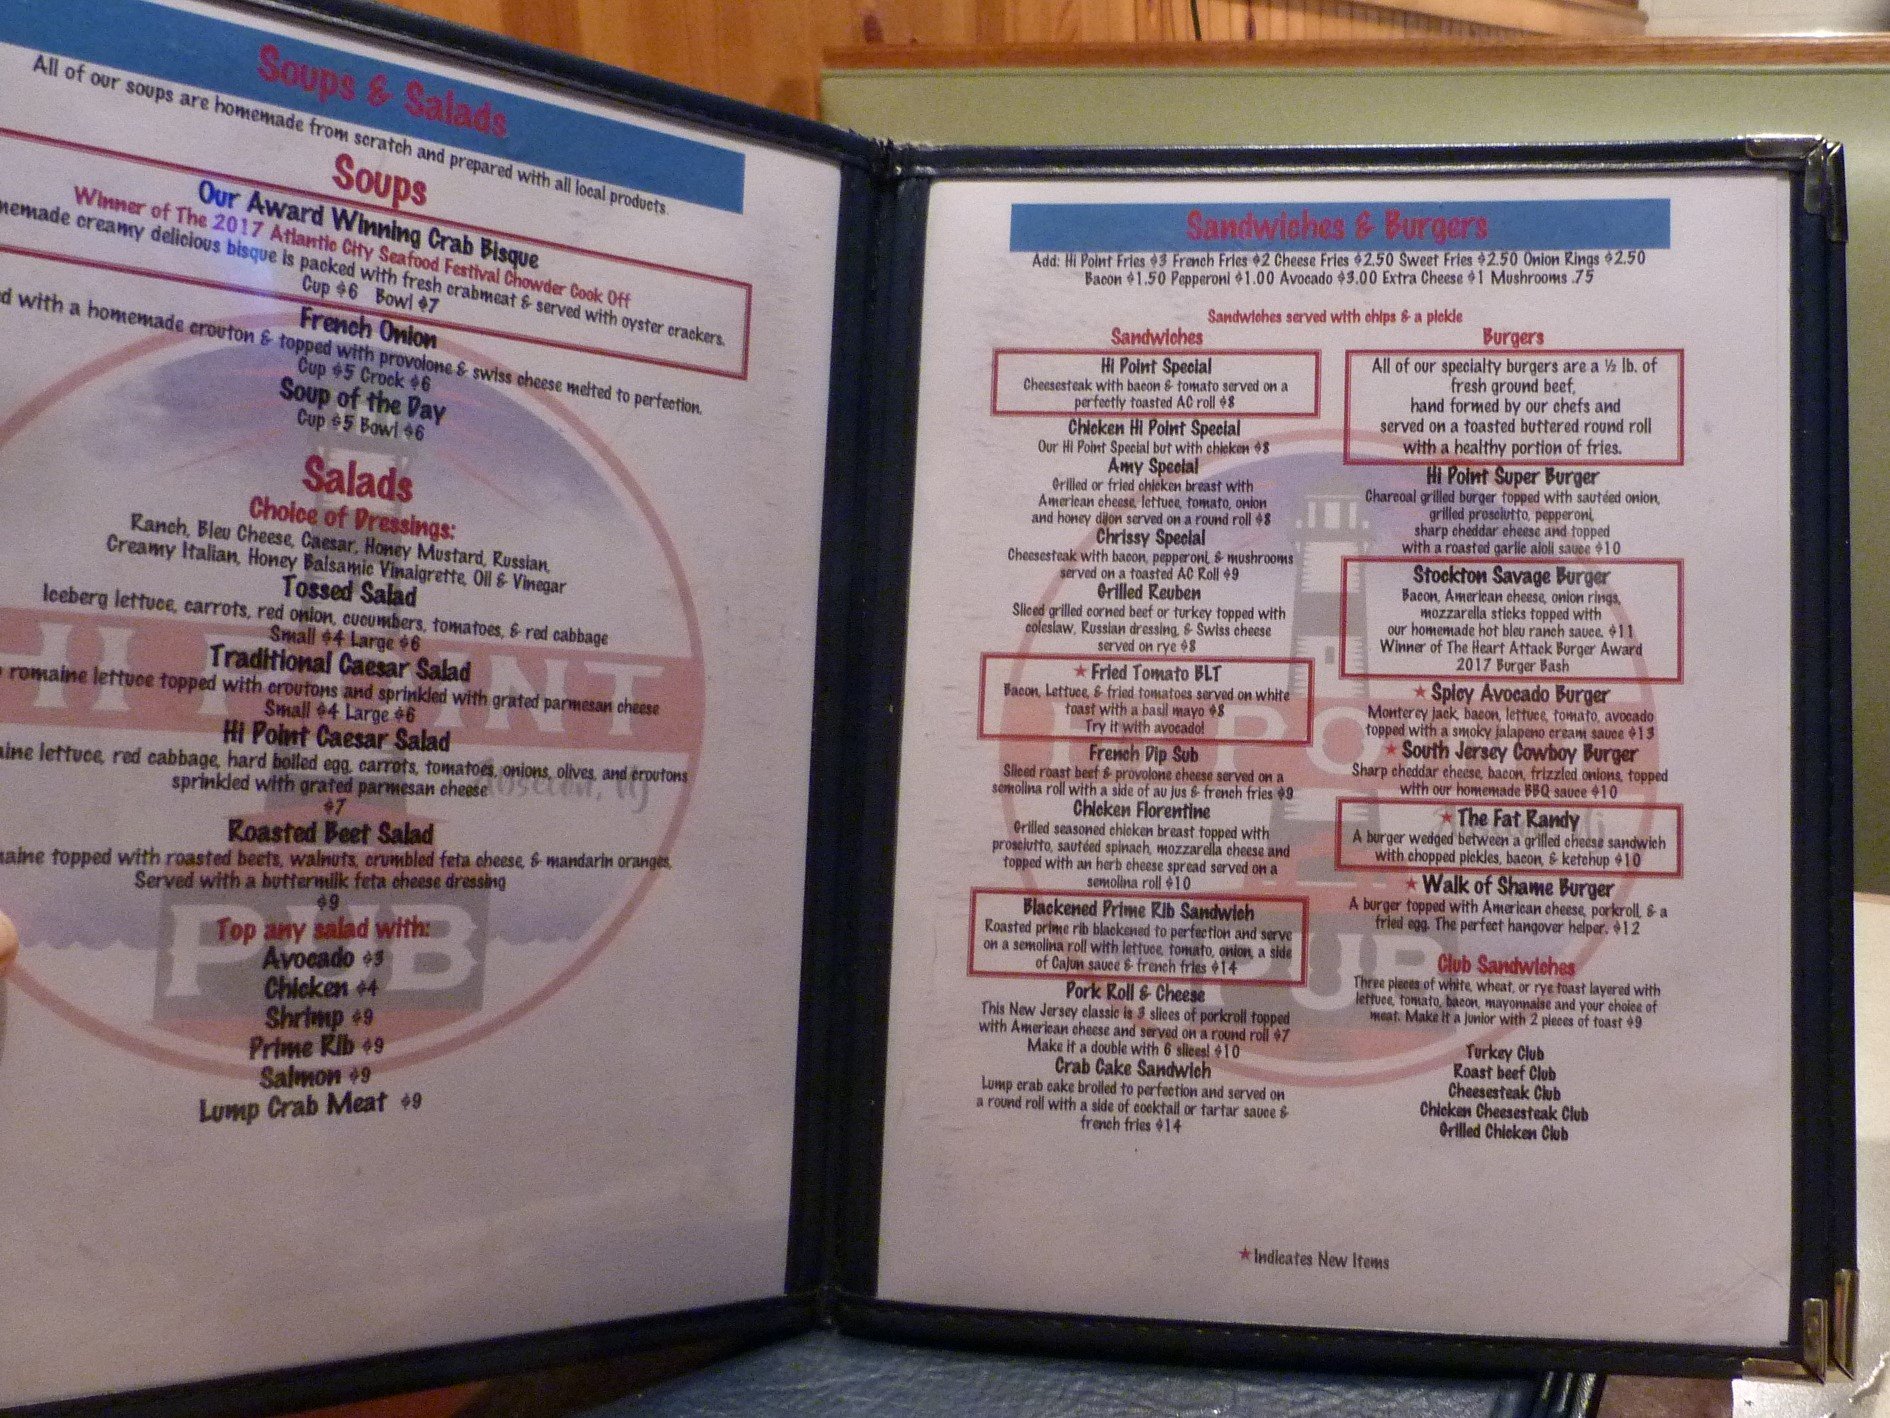 Soups & Salads
All of our soups are homemade from scratch and prepared with all local products.
Soups
Our Award Winning Crab Bisque
Winner of The 2017 Atlantic City Seafood Festival Chowder Cook Off
creamy delicious bisque is packed with fresh crabmeat & served with oyster crackers.
Cup $6 Bowl $7
French Onion
with a homemade crouton & topped with provolone & swiss cheese melted to perfection.
Cup $5 Crock $6
Soup of the Day
Cup $5 Bowl $6
Salads
Choice of Dressings:
Ranch, Bleu Cheese, Caesar, Honey Mustard, Russian,
Creamy Italian, Honey Balsamic Vinaigrette, Oil & Vinegar
Tossed Salad
Iceberg lettuce, carrots, red onion, cucumbers, tomatoes, & red cabbage
Small $4 Large $6
Traditional Caesar Salad
romaine lettuce topped with croutons and sprinkled with grated parmesan cheese
Small $4 Large $6
Hi Point Caesar Salad
lettuce, red cabbage, hard boiled egg, carrots, tomatoes, onions, olives, and croutons
sprinkled with grated parmesan cheese
$7
Roasted Beet Salad
topped with roasted beets, walnuts, crumbled feta cheese, & mandarin oranges,
Served with a buttermilk feta cheese dressing
$9
Top any salad with:
Avocado $3
Chicken $4
Shrimp $9
Prime Rib $9
Salmon $9
Lump Crab Meat $9
PUB
Sandwiches & Burgers
Add: Hi Point Fries $3 French Fries $2 Cheese Fries $2.50 Sweet Fries $2.50 Onion Rings $2.50
Bacon $1.50 Pepperoni $1.00 Avocado $3.00 Extra Cheese $1 Mushrooms .75
Sandwiches served with chips & a pickle
Sandwiches
Hi Point Special
Cheesesteak with bacon & tomato served on a
perfectly toasted AC roll $8
Chicken Hi Point Special
Our Hi Point Special but with chicken $8
Amy Special
Grilled or fried chicken breast with
American cheese, lettuce, tomato, onion
and honey dijon served on a round roll $8
Chrissy Special
Cheesesteak with bacon, pepperoni, & mushrooms
served on a toasted AC Roll $9
Grilled Reuben
Sliced grilled corned beef or turkey topped with
coleslaw, Russian dressing, & Swiss cheese
served on rye $8
★ Fried Tomato BLT
Bacon, Lettuce, & fried tomatoes served on white
toast with a basil mayo $8
Try it with avocado!
French Dip Sub
Sliced roast beef & provolone cheese served on a
semolina roll with a side of au jus & french fries $9
Chicken Florentine
Grilled seasoned chicken breast topped with
prosciutto, sautéed spinach, mozzarella cheese and
topped with an herb cheese spread served on a
semolina roll $10
Blackened Prime Rib Sandwich
Roasted prime rib blackened to perfection and serve
on a semolina roll with lettuce, tomato, onion, a side
of Cajun sauce & french fries $14
Pork Roll & Cheese
This New Jersey classic is 3 slices of porkroll topped
with American cheese and served on a round roll $7
Make it a double with 6 slices! $10
Crab Cake Sandwich
Lump crab cake broiled to perfection and served on
a round roll with a side of cocktail or tartar sauce &
french fries $14
Burgers
All of our specialty burgers are a ½ lb. of
fresh ground beef,
hand formed by our chefs and
served on a toasted buttered round roll
with a healthy portion of fries.
Hi Point Super Burger
Charcoal grilled burger topped with sautéed onion,
grilled prosciutto, pepperoni,
sharp cheddar cheese and topped
with a roasted garlic aioli sauce $10
Stockton Savage Burger
Bacon, American cheese, onion rings,
mozzarella sticks topped with
our homemade hot bleu ranch sauce. $11
Winner of The Heart Attack Burger Award
2017 Burger Bash
★ Spicy Avocado Burger
Monterey jack, bacon, lettuce, tomato, avocado
topped with a smoky jalapeno cream sauce $13
★ South Jersey Cowboy Burger
Sharp cheddar cheese, bacon, frizzled onions, topped
with our homemade BBQ sauce $10
★ The Fat Randy
A burger wedged between a grilled cheese sandwich
with chopped pickles, bacon, & ketchup $10
★ Walk of Shame Burger
A burger topped with American cheese, porkroll, & a
fried egg. The perfect hangover helper. $12
Club Sandwiches
Three pieces of white, wheat, or rye toast layered with
lettuce, tomato, bacon, mayonnaise and your choice of
meat. Make it a junior with 2 pieces of toast $9
Turkey Club
Roast beef Club
Cheesesteak Club
Chicken Cheesesteak Club
Grilled Chicken Club
★ Indicates New Items